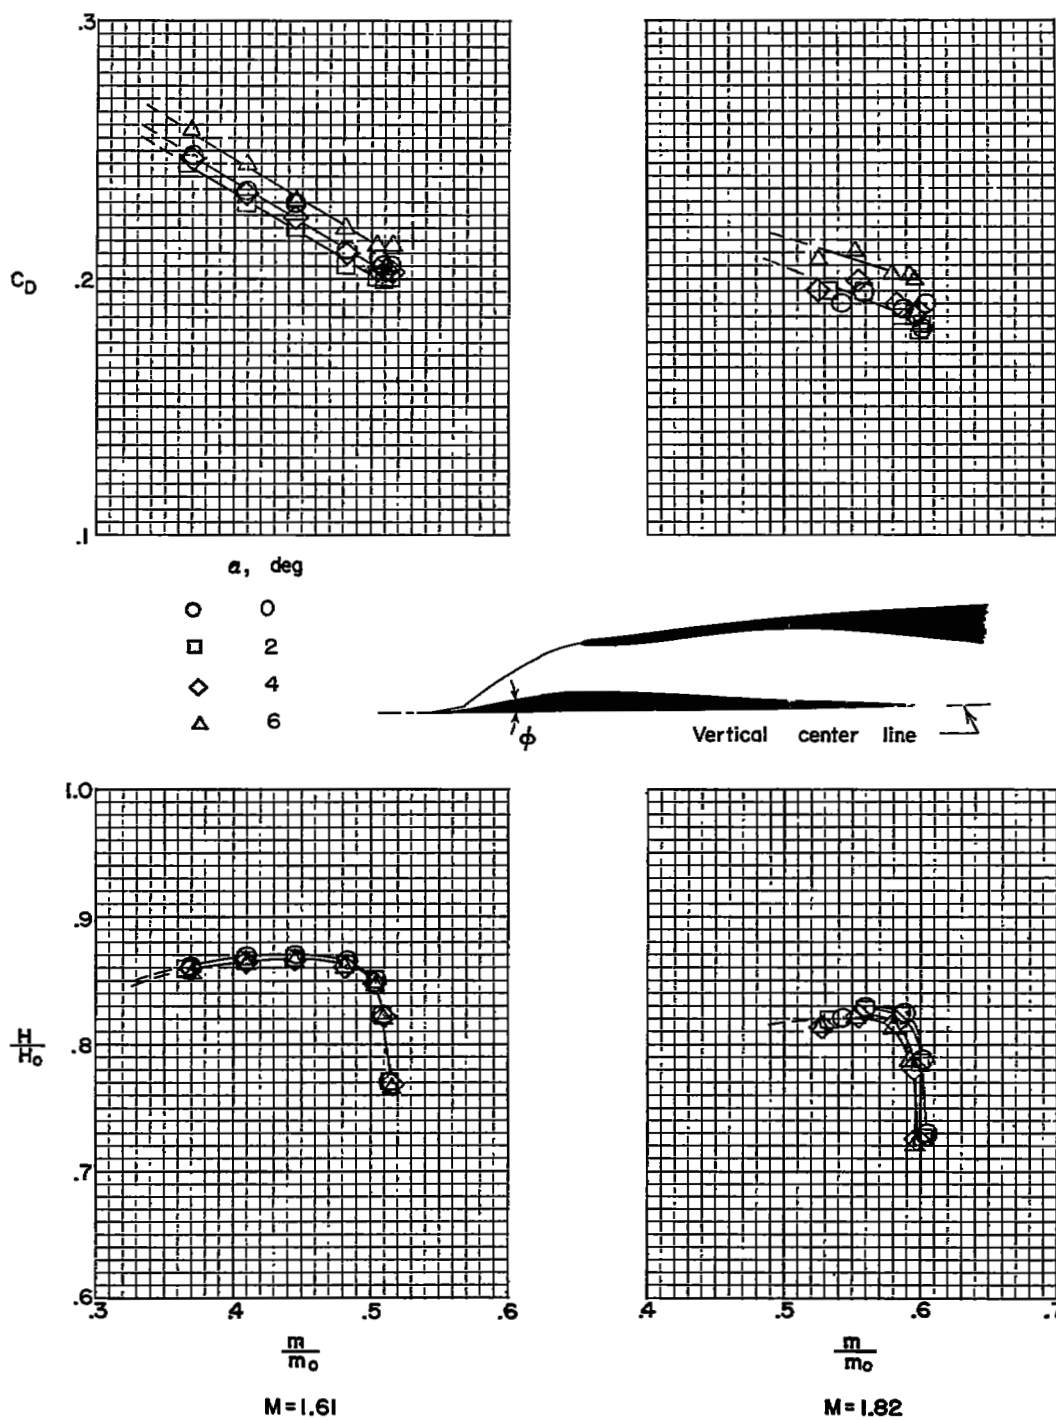 .3
C_D .2
.1
α, deg
0
2
4
6
φ
Vertical center line
1.0
.9
H/H₀ .8
.7
.6
.3 .4 .5 .6
.4 .5 .6 .7
m/m₀
m/m₀
M=1.61
M=1.82